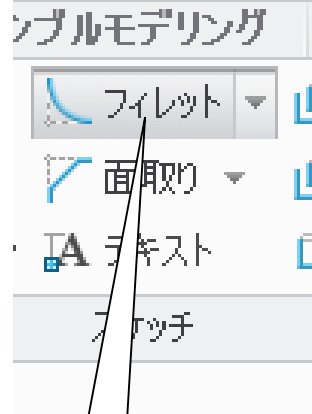 ンブルモデリング
フィレット
面取り
テキスト
スケッチ